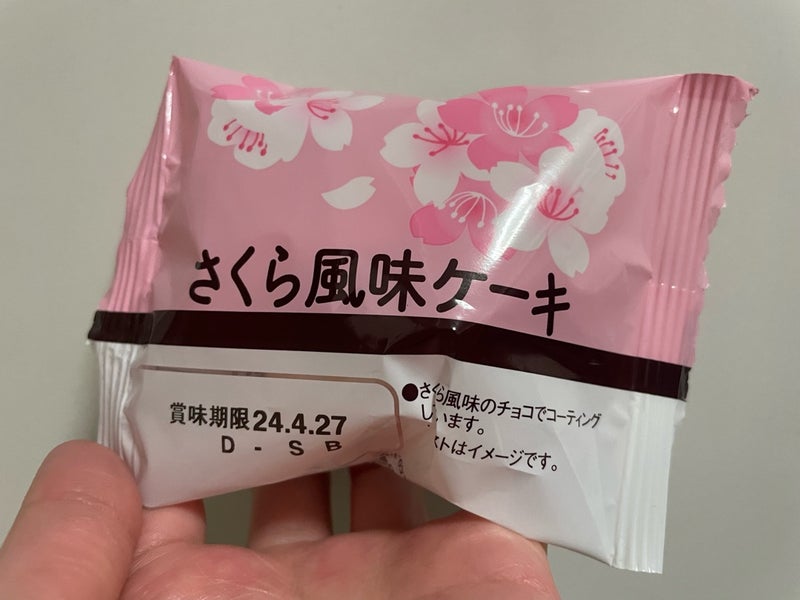 さくら風味ケーキ
賞味期限24.4.27
D - S B
●さくら風味のチョコでコーティング
しています。
ストはイメージです。